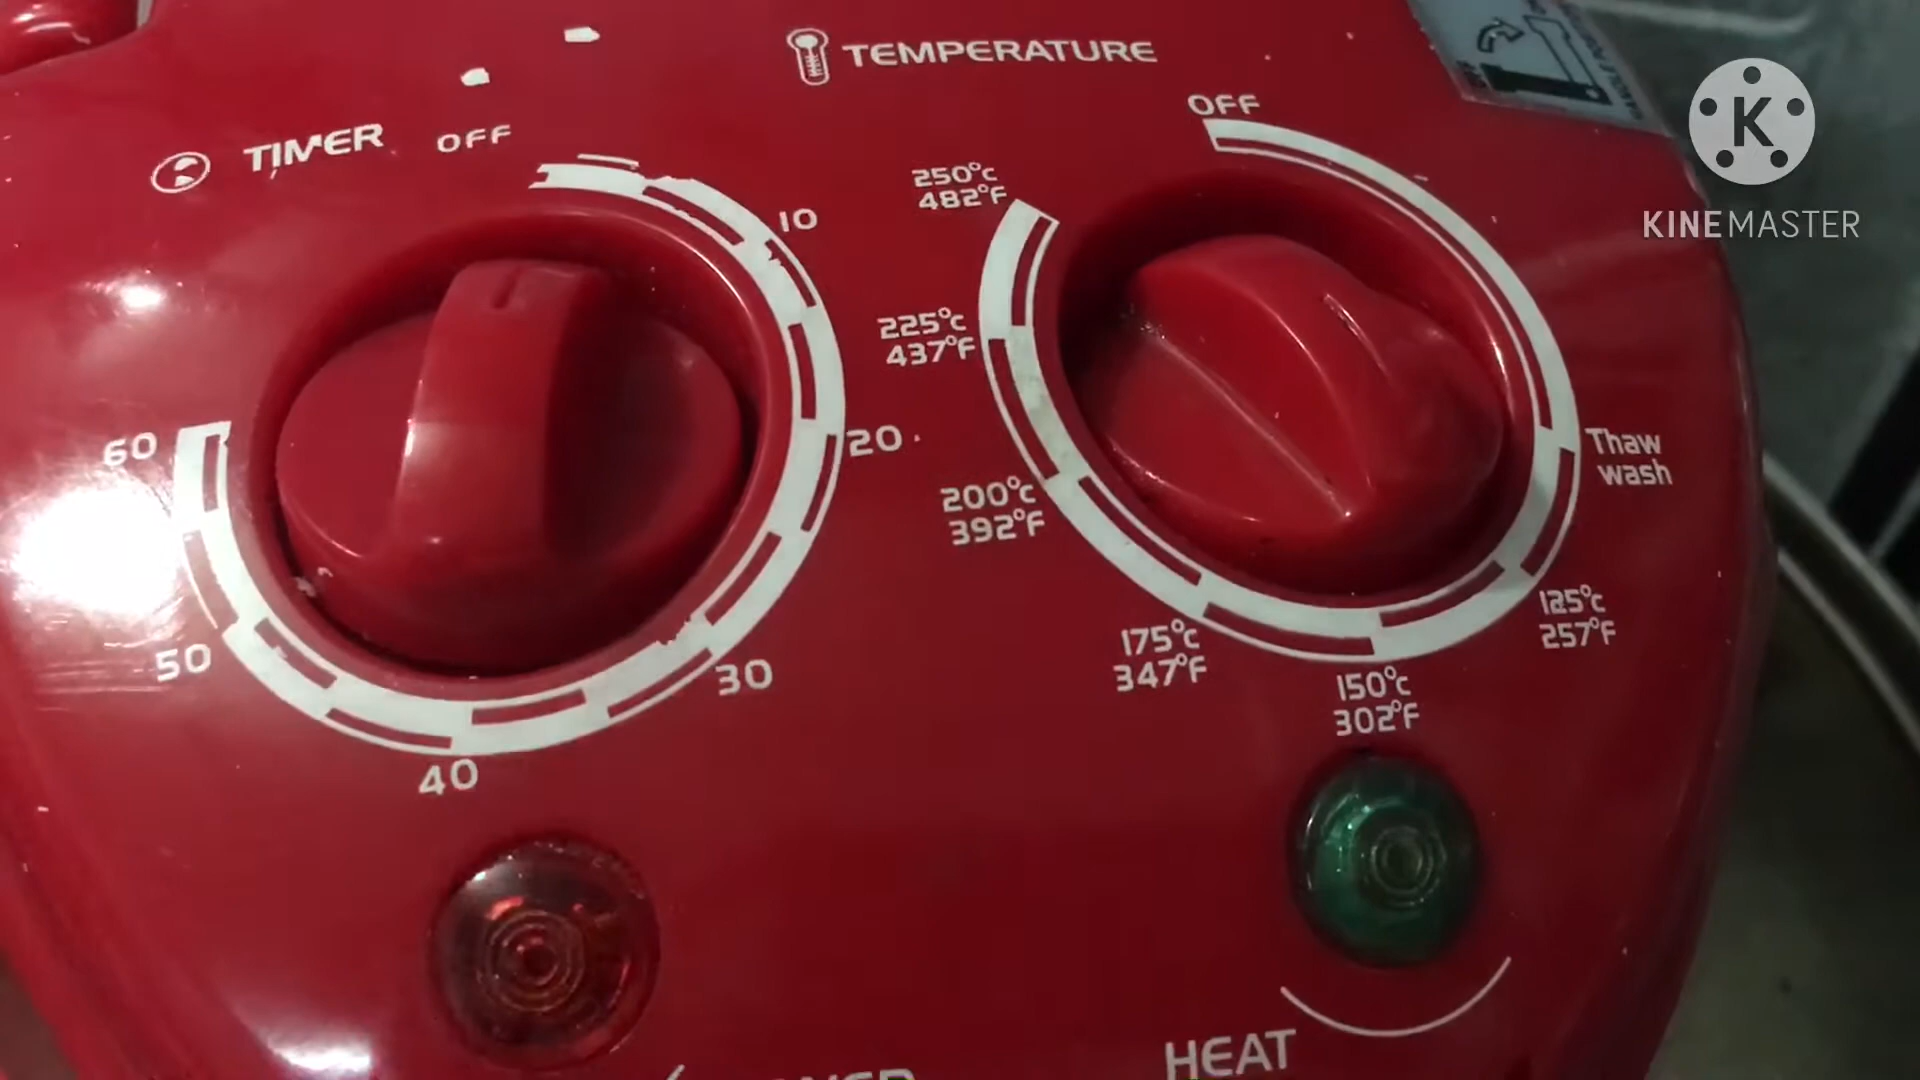 TEMPERATURE
TIMER
OFF
10
20
30
40
50
60
OFF
Thaw
wash
125°c
257°F
150°c
302°F
175°c
347°F
200°c
392°F
225°c
437°F
250°c
482°F
HEAT
K
KINEMASTER